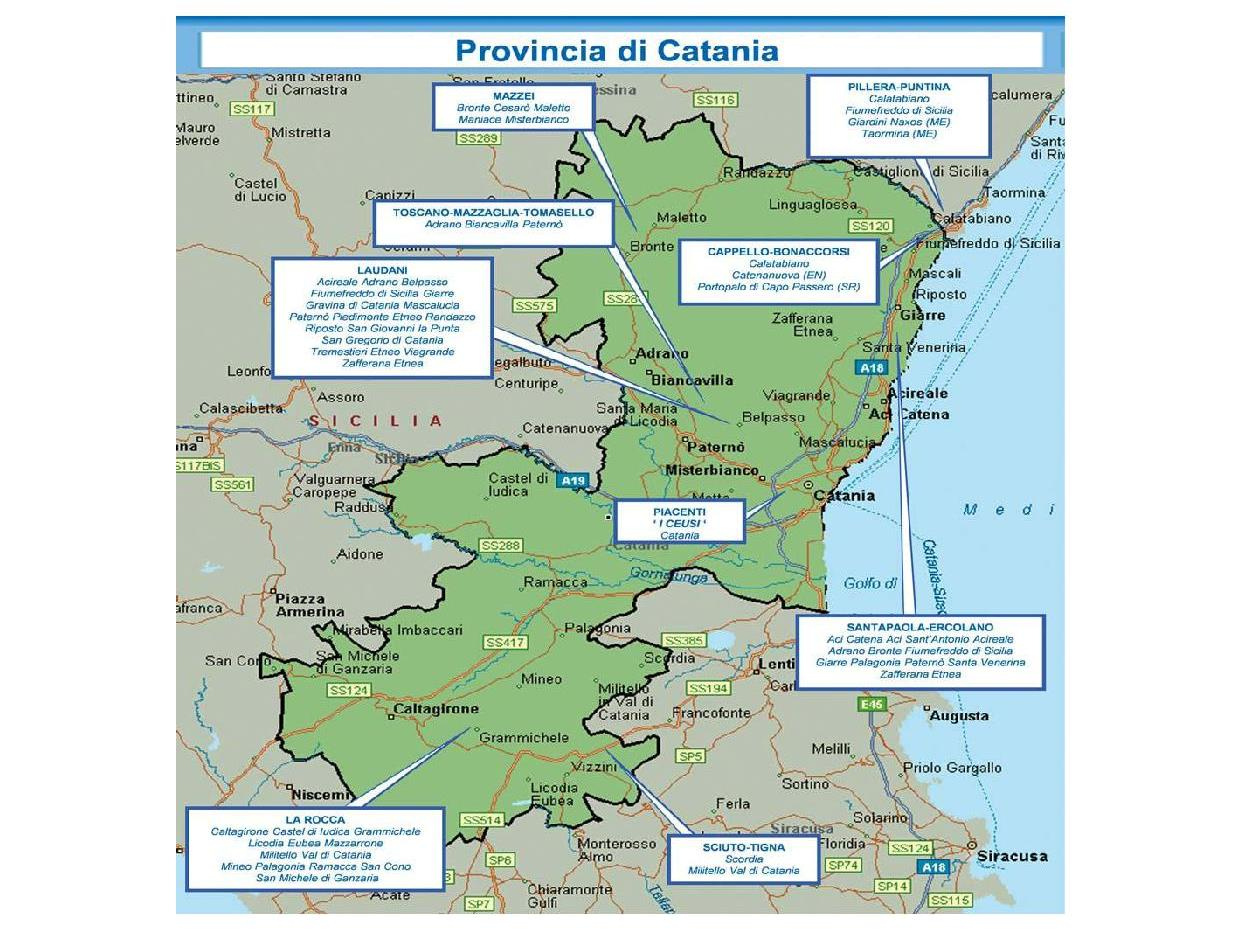 Provincia di Catania
MAZZEI
Bronte Cesarò Maletto
Maniace Misterbianco
PILLERA-PUNTINA
Calatabiano
Fiumefreddo di Sicilia
Giardini Naxos (ME)
Taormina (ME)
TOSCANO-MAZZAGLIA-TOMASELLO
Adrano Biancavilla Paternò
CAPPELLO-BONACCORSI
Calatabiano
Catenanuova (EN)
Portopalo di Capo Passero (SR)
LAUDANI
Acireale Adrano Belpasso
Fiumefreddo di Sicilia Giarre
Gravina di Catania Mascalucia
Paternò Piedimonte Etneo Randazzo
Riposto San Giovanni la Punta
San Gregorio di Catania
Tremestieri Etneo Viagrande
Zafferana Etnea
PIACENTI
' I CEUSI '
Catania
SANTAPAOLA-ERCOLANO
Aci Catena Aci Sant'Antonio Acireale
Adrano Bronte Fiumefreddo di Sicilia
Giarre Palagonia Paternò Santa Venerina
Zafferana Etnea
LA ROCCA
Caltagirone Castel di Iudica Grammichele
Licodia Eubea Mazzarrone
Militello Val di Catania
Mineo Palagonia Ramacca San Cono
San Michele di Ganzaria
SCIUTO-TIGNA
Scordia
Militello Val di Catania
Santo Stefano
di Camastra
SS117
SS116
SS289
Mistretta
Castel
di Lucio
Capizzi
Randazzo
Castiglione di Sicilia
Linguaglossa
Taormina
Maletto
SS120
Calatabiano
Bronte
Fiumefreddo di Sicilia
Mascali
Riposto
SS575
Giarre
Zafferana
Etnea
Santa Venerina
Adrano
A18
Biancavilla
Centuripe
Assoro
Viagrande
Acireale
Aci Catena
Calascibetta
Santa Maria
di Licodia
Belpasso
SICILIA
Catenanuova
Mascalucia
Enna
Paternò
Misterbianco
SS117BIS
SS561
Valguarnera
Caropepe
Castel di
Iudica
A19
Catania
Medi
SS288
Catania
Aidone
Gornalunga
Golfo di
Ramacca
Piazza
Armerina
Mirabella Imbaccari
SS417
Palagonia
SS385
San Cono
San Michele
di Ganzaria
Scordia
Lenti
SS124
Mineo
Militello
in Val di
Catania
SS194
E45
Caltagirone
Francofonte
Augusta
Grammichele
Melilli
SP5
Vizzini
Priolo Gargallo
Niscemi
Licodia
Eubea
Sortino
Ferla
SS514
Solarino
Siracusa
Monterosso
Almo
Floridia
SS124
Siracusa
SP6
SP74
A18
Acate
Chiaramonte
Gulfi
SP14
SP7
SS115